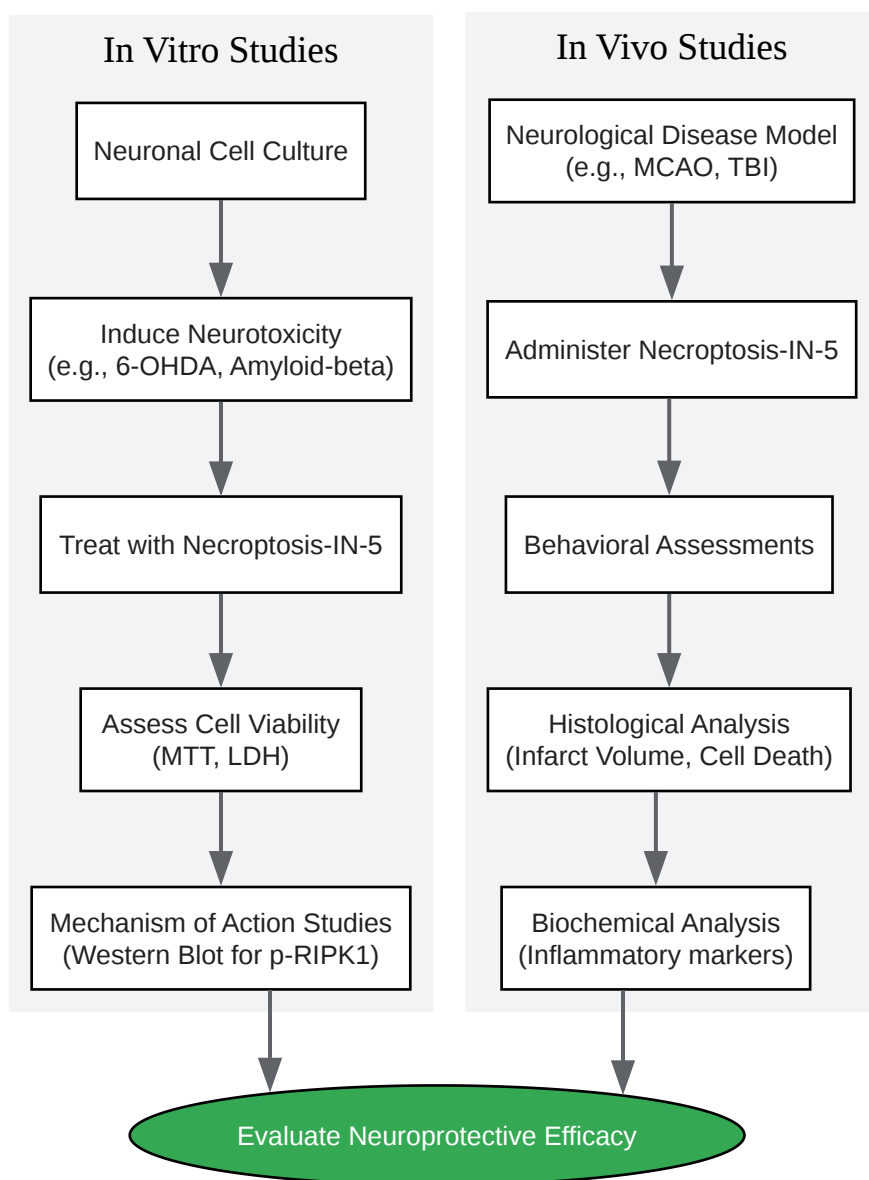 In Vitro Studies
Neuronal Cell Culture
Induce Neurotoxicity
(e.g., 6-OHDA, Amyloid-beta)
Treat with Necroptosis-IN-5
Assess Cell Viability
(MTT, LDH)
Mechanism of Action Studies
(Western Blot for p-RIPK1)
In Vivo Studies
Neurological Disease Model
(e.g., MCAO, TBI)
Administer Necroptosis-IN-5
Behavioral Assessments
Histological Analysis
(Infarct Volume, Cell Death)
Biochemical Analysis
(Inflammatory markers)
Evaluate Neuroprotective Efficacy